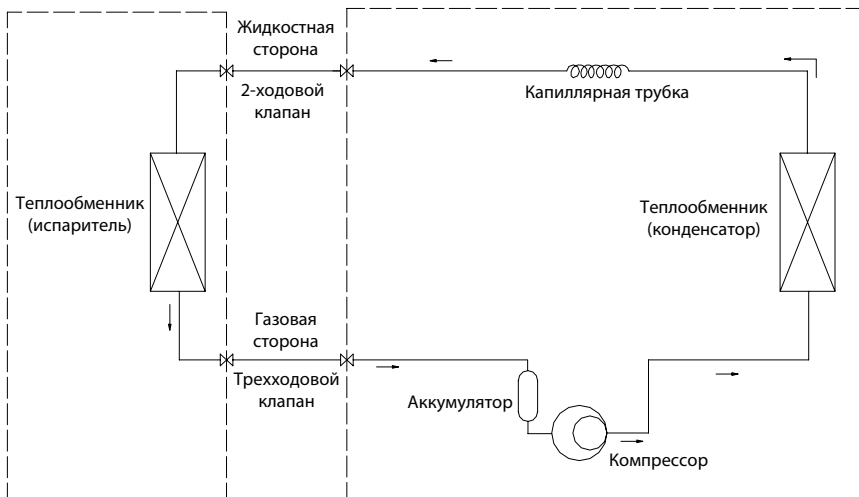 Жидкостная
сторона
2-ходовой
клапан
Капиллярная трубка
Теплообменник
(испаритель)
Теплообменник
(конденсатор)
Газовая
сторона
Трехходовой
клапан
Аккумулятор
Компрессор